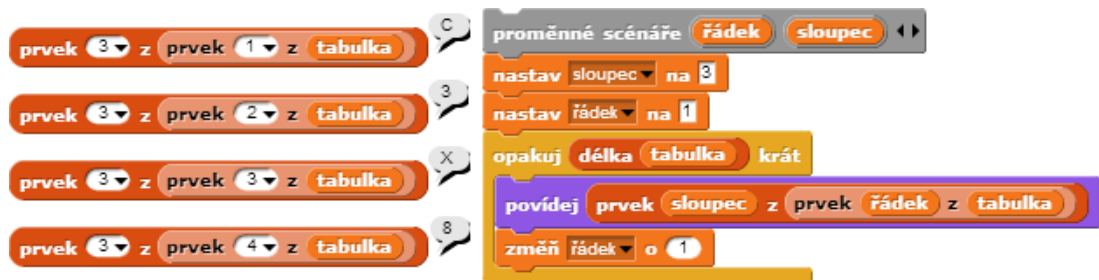 prvek 3 z prvek 1 z tabulka
C
prvek 3 z prvek 2 z tabulka
3
prvek 3 z prvek 3 z tabulka
X
prvek 3 z prvek 4 z tabulka
8
proměnné scénáře řádek sloupec
nastav sloupec na 3
nastav řádek na 1
opakuj délka tabulka krát
povídej prvek sloupec z prvek řádek z tabulka
změň řádek o 1